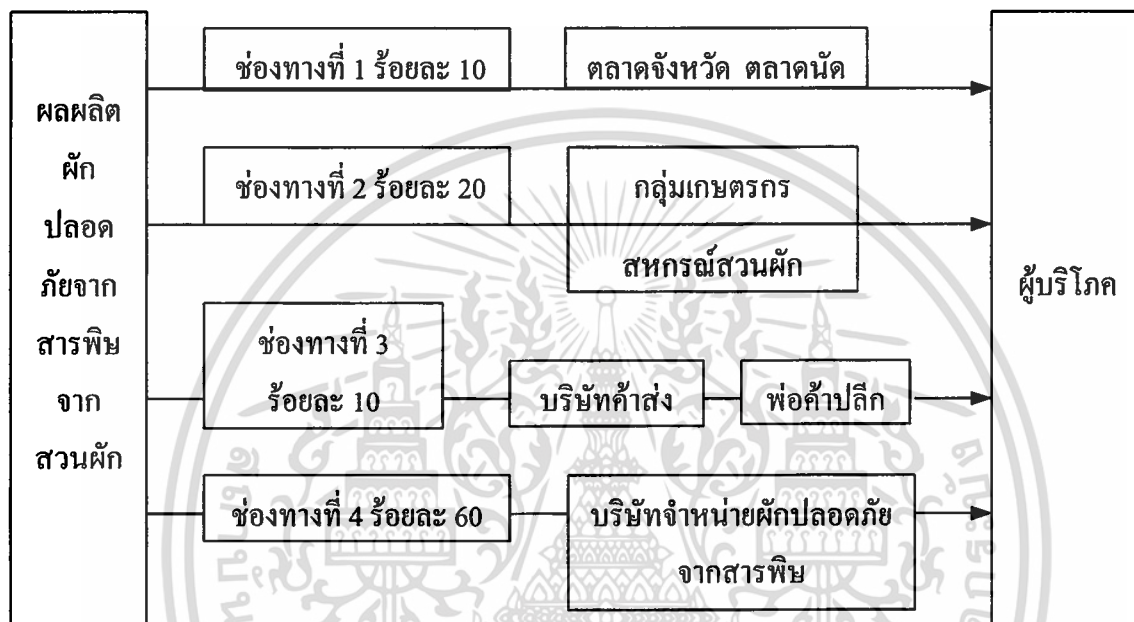 ผลผลิต
ผัก
ปลอด
ภัยจาก
สารพิษ
จาก
สวนผัก
ช่องทางที่ 1 ร้อยละ 10
ตลาดจังหวัด ตลาดนัด
ช่องทางที่ 2 ร้อยละ 20
กลุ่มเกษตรกร
สหกรณ์สวนผัก
ช่องทางที่ 3
ร้อยละ 10
บริษัทค้าส่ง
พ่อค้าปลีก
ช่องทางที่ 4 ร้อยละ 60
บริษัทจำหน่ายผักปลอดภัย
จากสารพิษ
ผู้บริโภค